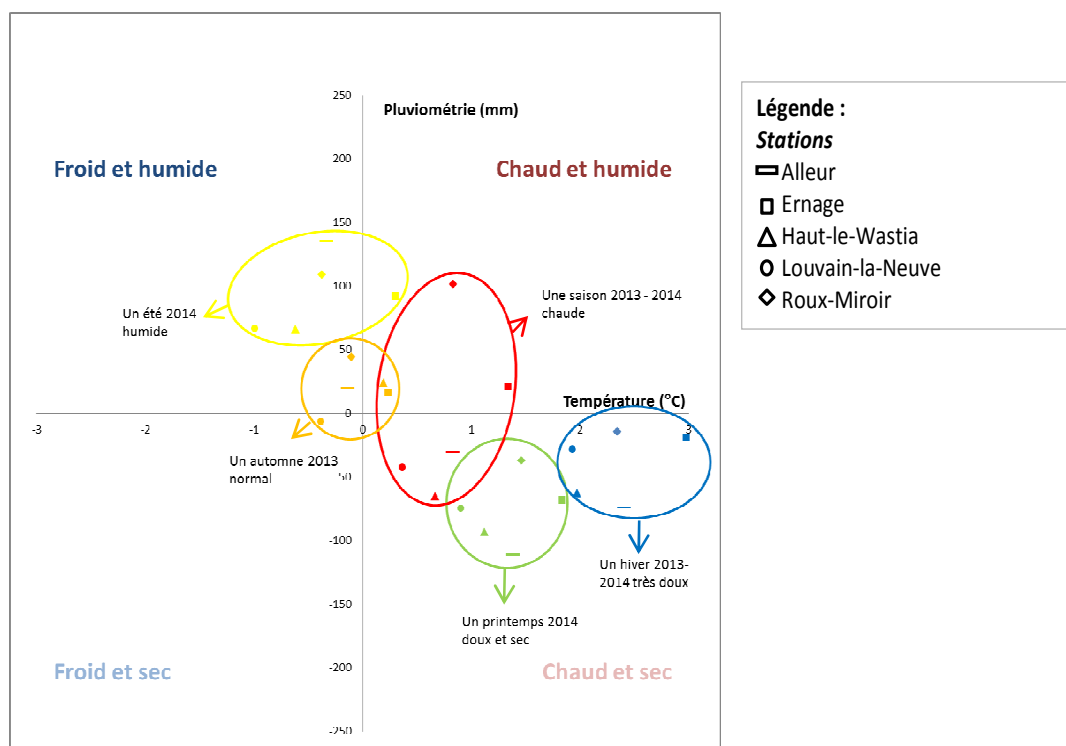 250
Pluviométrie (mm)
200
Froid et humide
Chaud et humide
150
100
Une saison 2013 - 2014
chaude
Un été 2014
humide
50
Température (°C)
0
-3
-2
-1
0
1
2
3
Un automne 2013
normal
-50
-100
Un hiver 2013-
2014 très doux
-150
Un printemps 2014
doux et sec
-200
Froid et sec
Chaud et sec
-250
Légende :
Stations
Alleur
Ernage
Haut-le-Wastia
Louvain-la-Neuve
Roux-Miroir